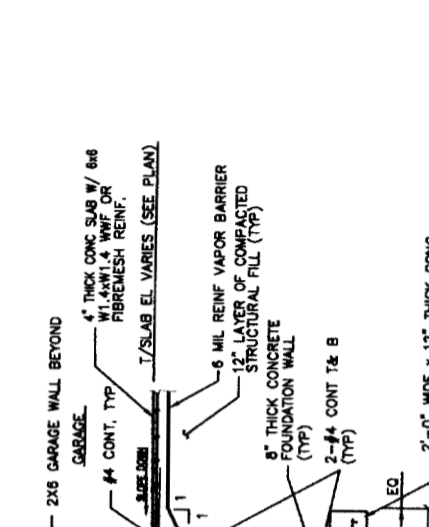 2X6 GARAGE WALL BEYOND
GARAGE
4" THICK CONC SLAB W/ 6x6
W1.4xW1.4 WWF OR
FIBREMESH REINF.
#4 CONT, TYP
T/SLAB EL VARIES (SEE PLAN)
SLOPE DOWN
6 MIL REINF VAPOR BARRIER
12" LAYER OF COMPACTED
STRUCTURAL FILL (TYP)
1
1
8" THICK CONCRETE
FOUNDATION WALL
(TYP)
2-#4 CONT T& B
(TYP)
EQ
2'-0" WIDE x 12" THICK CONC